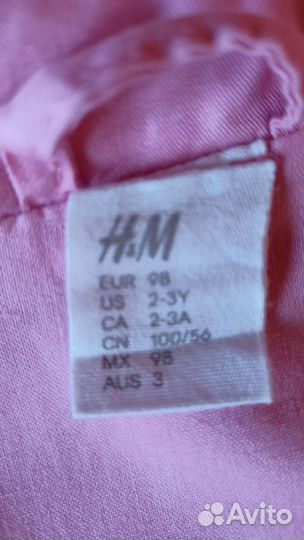 H&M
EUR 98
US 2-3Y
CA 2-3A
CN 100/56
MX 98
AUS 3
Avito